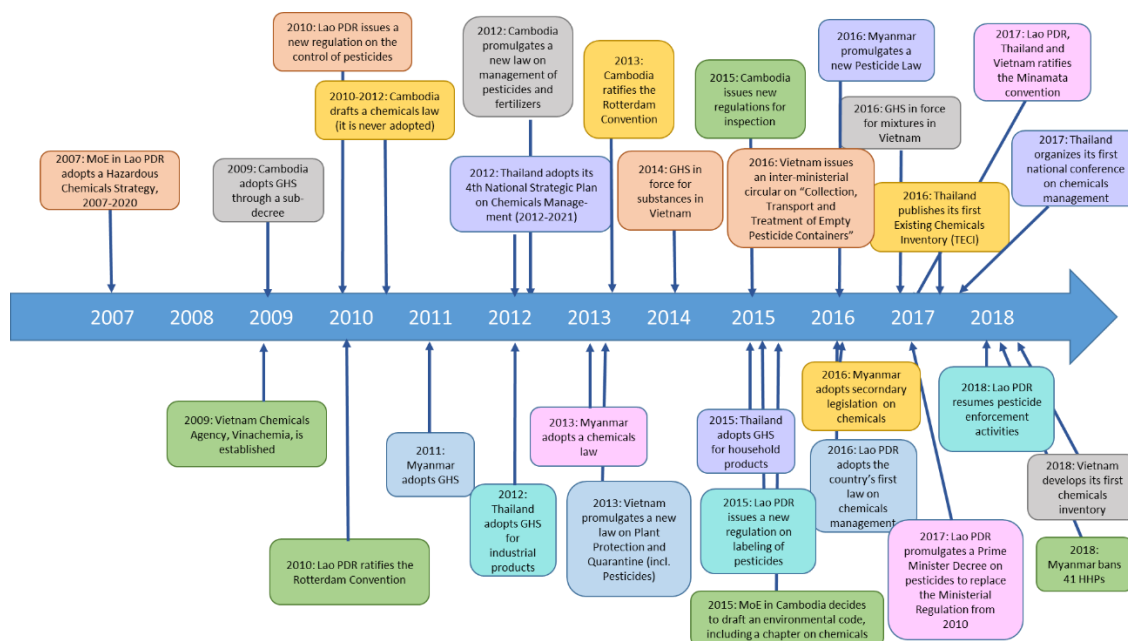 2010: Lao PDR issues a
new regulation on the
control of pesticides
2010-2012: Cambodia
drafts a chemicals law
(it is never adopted)
2007: MoE in Lao PDR
adopts a Hazardous
Chemicals Strategy,
2007-2020
2009: Cambodia
adopts GHS
through a sub-
decree
2012: Cambodia
promulgates a
new law on
management of
pesticides and
fertilizers
2012: Thailand adopts its
4th National Strategic Plan
on Chemicals Manage-
ment (2012-2021)
2013:
Cambodia
ratifies the
Rotterdam
Convention
2014: GHS in
force for
substances in
Vietnam
2015: Cambodia
issues new
regulations for
inspection
2016: Vietnam issues
an inter-ministerial
circular on "Collection,
Transport and
Treatment of Empty
Pesticide Containers"
2016: Myanmar
promulgates a
new Pesticide Law
2016: GHS in force
for mixtures in
Vietnam
2016: Thailand
publishes its first
Existing Chemicals
Inventory (TECI)
2017: Lao PDR,
Thailand and
Vietnam ratifies
the Minamata
convention
2017: Thailand
organizes its first
national conference
on chemicals
management
2007 2008 2009 2010 2011 2012 2013 2014 2015 2016 2017 2018
2009: Vietnam Chemicals
Agency, Vinachemia, is
established
2010: Lao PDR ratifies the
Rotterdam Convention
2011:
Myanmar
adopts GHS
2012:
Thailand
adopts GHS
for
industrial
products
2013:
Myanmar
adopts a chemicals
law
2013: Vietnam
promulgates a new
law on Plant
Protection and
Quarantine (incl.
Pesticides)
2015: Thailand
adopts GHS
for household
products
2015: Lao PDR
issues a new
regulation on
labeling of
pesticides
2015: MoE in Cambodia decides
to draft an environmental code,
including a chapter on chemicals
2016: Myanmar
adopts secorndary
legislation on
chemicals
2016: Lao PDR
adopts the
country's first
law on
chemicals
management
2017: Lao PDR
promulgates a Prime
Minister Decree on
pesticides to replace
the Ministerial
Regulation from
2010
2018: Lao PDR
resumes pesticide
enforcement
activities
2018: Vietnam
develops its first
chemicals
inventory
2018:
Myanmar bans
41 HHPs